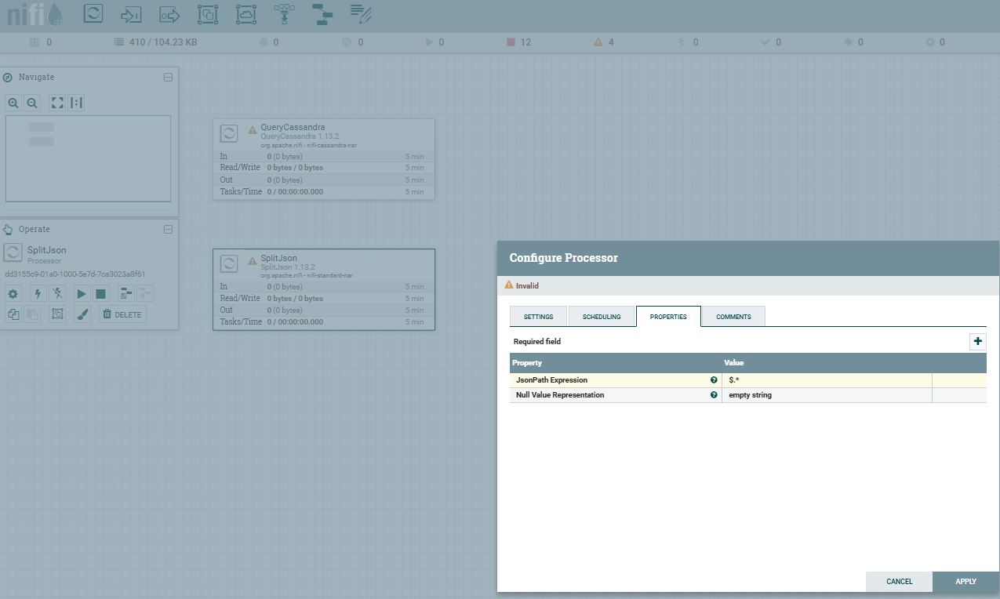 nifi
0 410 / 104.23 KB 0 0 0 12 4 0 0 0 0
Navigate
Operate
SplitJson
Processor
dd3155c9-01a0-1000-5e7d-7ca3023a8f61
DELETE
QueryCassandra
QueryCassandra 1.13.2
org.apache.nifi - nifi-cassandra-nar
In 0 (0 bytes) 5 min
Read/Write 0 bytes / 0 bytes 5 min
Out 0 (0 bytes) 5 min
Tasks/Time 0 / 00:00:00.000 5 min
SplitJson
SplitJson 1.13.2
org.apache.nifi - nifi-standard-nar
In 0 (0 bytes) 5 min
Read/Write 0 bytes / 0 bytes 5 min
Out 0 (0 bytes) 5 min
Tasks/Time 0 / 00:00:00.000 5 min
Configure Processor
Invalid
SETTINGS SCHEDULING PROPERTIES COMMENTS
Required field
Property Value
JsonPath Expression $.*
Null Value Representation empty string
CANCEL APPLY